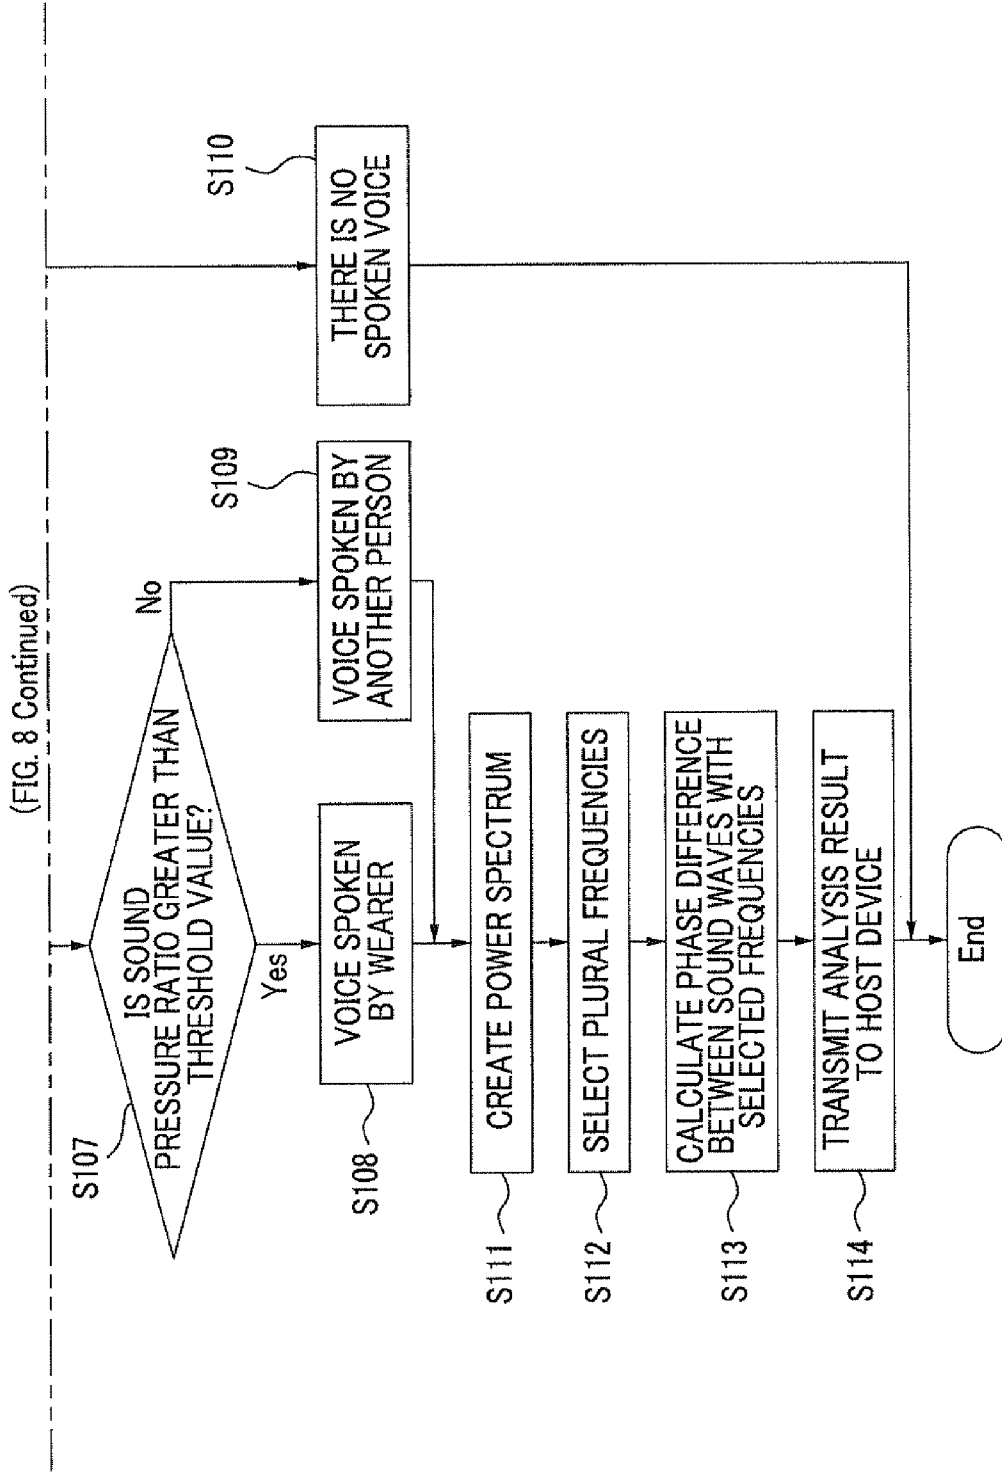 (FIG. 8 Continued)
S107
IS SOUND
PRESSURE RATIO GREATER THAN
THRESHOLD VALUE?
No
Yes
S108
VOICE SPOKEN
BY WEARER
S109
VOICE SPOKEN BY
ANOTHER PERSON
S110
THERE IS NO
SPOKEN VOICE
S111
CREATE POWER SPECTRUM
S112
SELECT PLURAL FREQUENCIES
S113
CALCULATE PHASE DIFFERENCE
BETWEEN SOUND WAVES WITH
SELECTED FREQUENCIES
S114
TRANSMIT ANALYSIS RESULT
TO HOST DEVICE
End